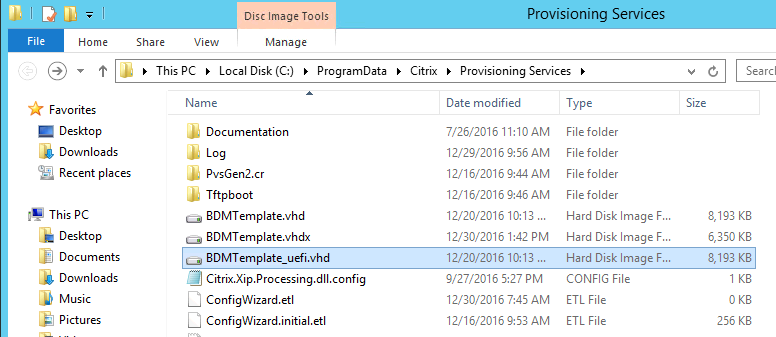 Disc Image Tools
Provisioning Services
File Home Share View Manage
This PC Local Disk (C:) ProgramData Citrix Provisioning Services Searc
Favorites
Desktop
Downloads
Recent places
This PC
Desktop
Documents
Downloads
Music
Pictures
Name Date modified Type Size
Documentation 7/26/2016 11:10 AM File folder
Log 12/29/2016 9:56 AM File folder
PvsGen2.cr 12/16/2016 9:44 AM File folder
Tftpboot 12/16/2016 9:46 AM File folder
BDMTemplate.vhd 12/20/2016 10:13 ... Hard Disk Image F... 8,193 KB
BDMTemplate.vhdx 12/30/2016 1:42 PM Hard Disk Image F... 6,350 KB
BDMTemplate_uefi.vhd 12/20/2016 10:13 ... Hard Disk Image F... 8,193 KB
Citrix.Xip.Processing.dll.config 9/27/2016 5:27 PM CONFIG File 1 KB
ConfigWizard.etl 12/30/2016 7:45 AM ETL File 0 KB
ConfigWizard.initial.etl 12/16/2016 9:53 AM ETL File 256 KB